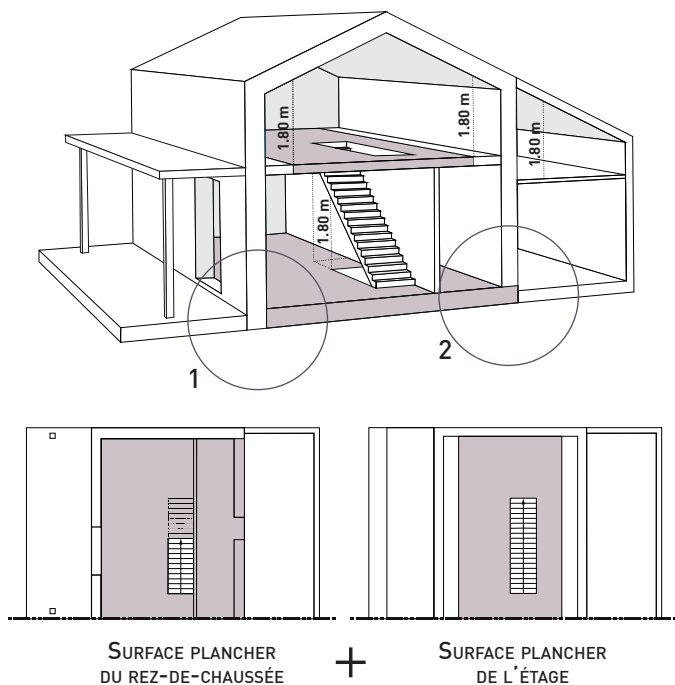 1.80 m
1.80 m
1.80 m
1.80 m
1
2
SURFACE PLANCHER
DU REZ-DE-CHAUSSÉE
+
SURFACE PLANCHER
DE L'ÉTAGE